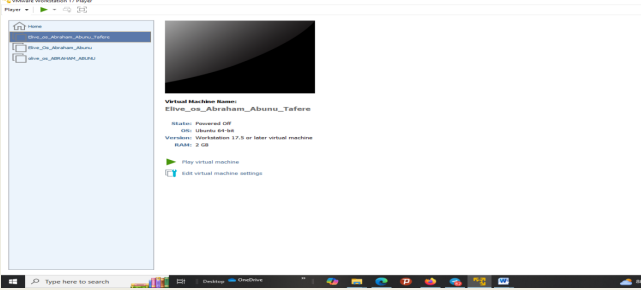 VMware Workstation 17 Player
Player
Home
Elive_os_Abraham_Abunu_Tafere
Elive_Os_Abraham_Abunu
elive_os_ABRAHAM_ABUNU
Virtual Machine Name:
Elive_os_Abraham_Abunu_Tafere
State: Powered Off
OS: Ubuntu 64-bit
Version: Workstation 17.5 or later virtual machine
RAM: 2 GB
Play virtual machine
Edit virtual machine settings
Type here to search
Desktop
OneDrive